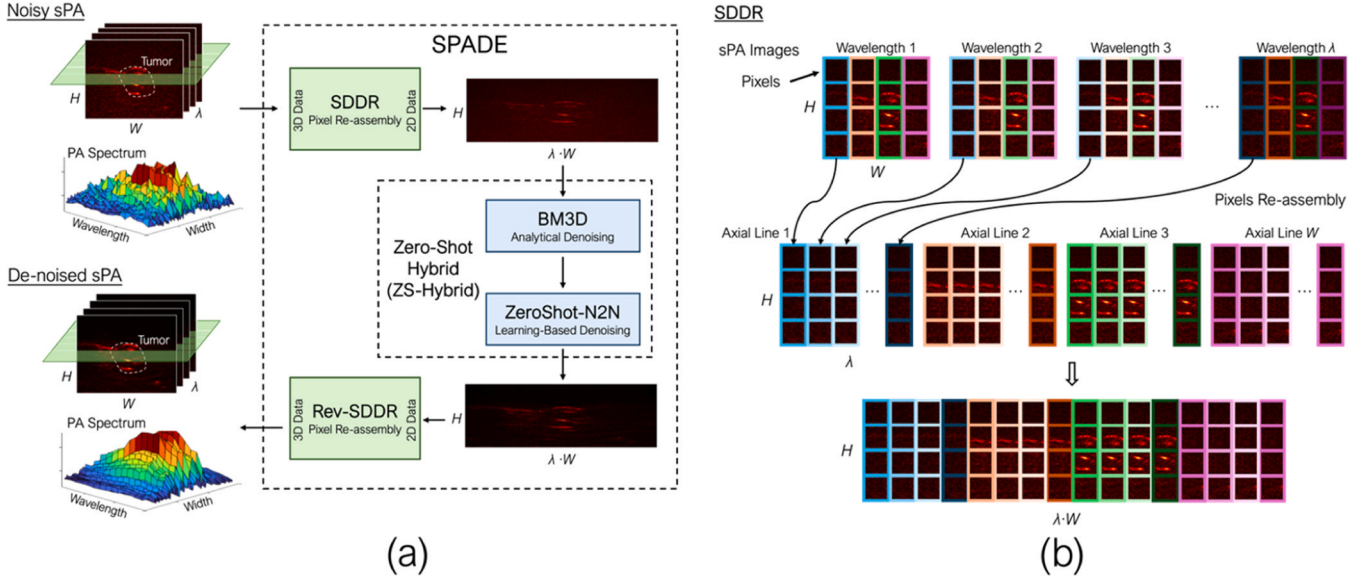 Noisy sPA
Tumor
H
W
λ
PA Spectrum
Wavelength
Width
De-noised sPA
Tumor
H
W
λ
PA Spectrum
Wavelength
Width
SPADE
3D Data
SDDR
Pixel Re-assembly
2D Data
H
λ·W
Zero-Shot
Hybrid
(ZS-Hybrid)
BM3D
Analytical Denoising
ZeroShot-N2N
Learning-Based Denoising
3D Data
Rev-SDDR
Pixel Re-assembly
2D Data
H
λ·W
(a)
SDDR
sPA Images
Wavelength 1
Wavelength 2
Wavelength 3
Wavelength λ
Pixels
H
...
W
Pixels Re-assembly
Axial Line 1
Axial Line 2
Axial Line 3
Axial Line W
H
...
...
...
...
λ
H
λ·W
(b)